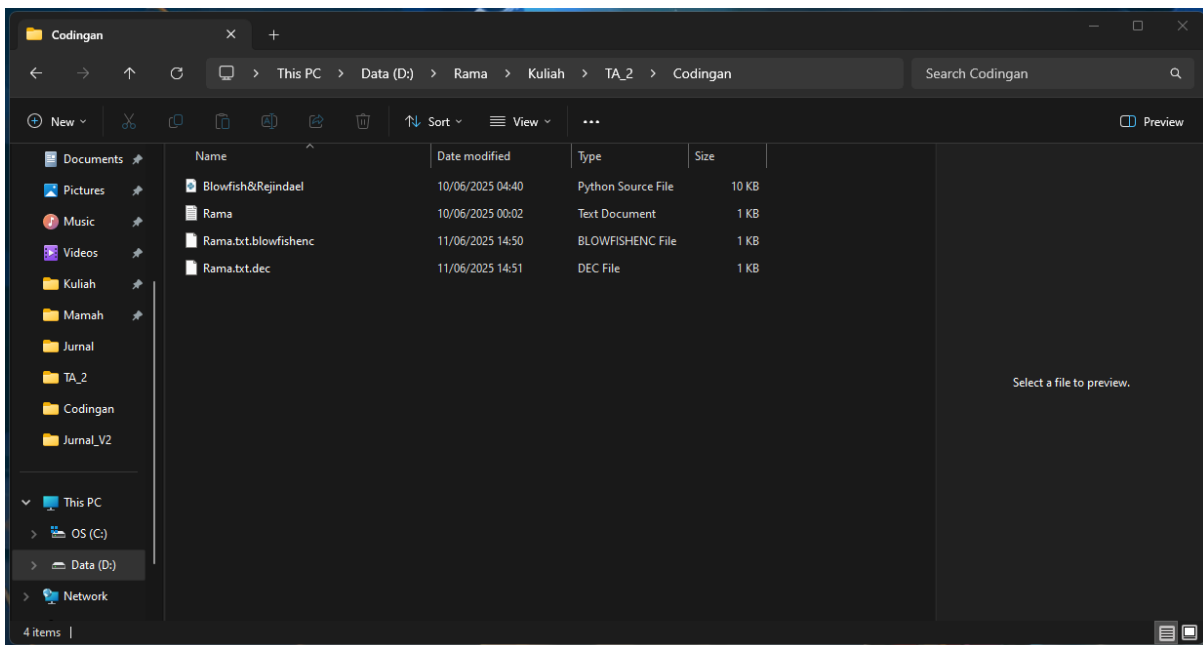 Codingan
This PC > Data (D:) > Rama > Kuliah > TA_2 > Codingan
Search Codingan
New
Sort
View
Preview
Documents
Pictures
Music
Videos
Kuliah
Mamah
Jurnal
TA_2
Codingan
Jurnal_V2
This PC
OS (C:)
Data (D:)
Network
Name Date modified Type Size
Blowfish&Rejindael 10/06/2025 04:40 Python Source File 10 KB
Rama 10/06/2025 00:02 Text Document 1 KB
Rama.txt.blowfishenc 11/06/2025 14:50 BLOWFISHENC File 1 KB
Rama.txt.dec 11/06/2025 14:51 DEC File 1 KB
Select a file to preview.
4 items